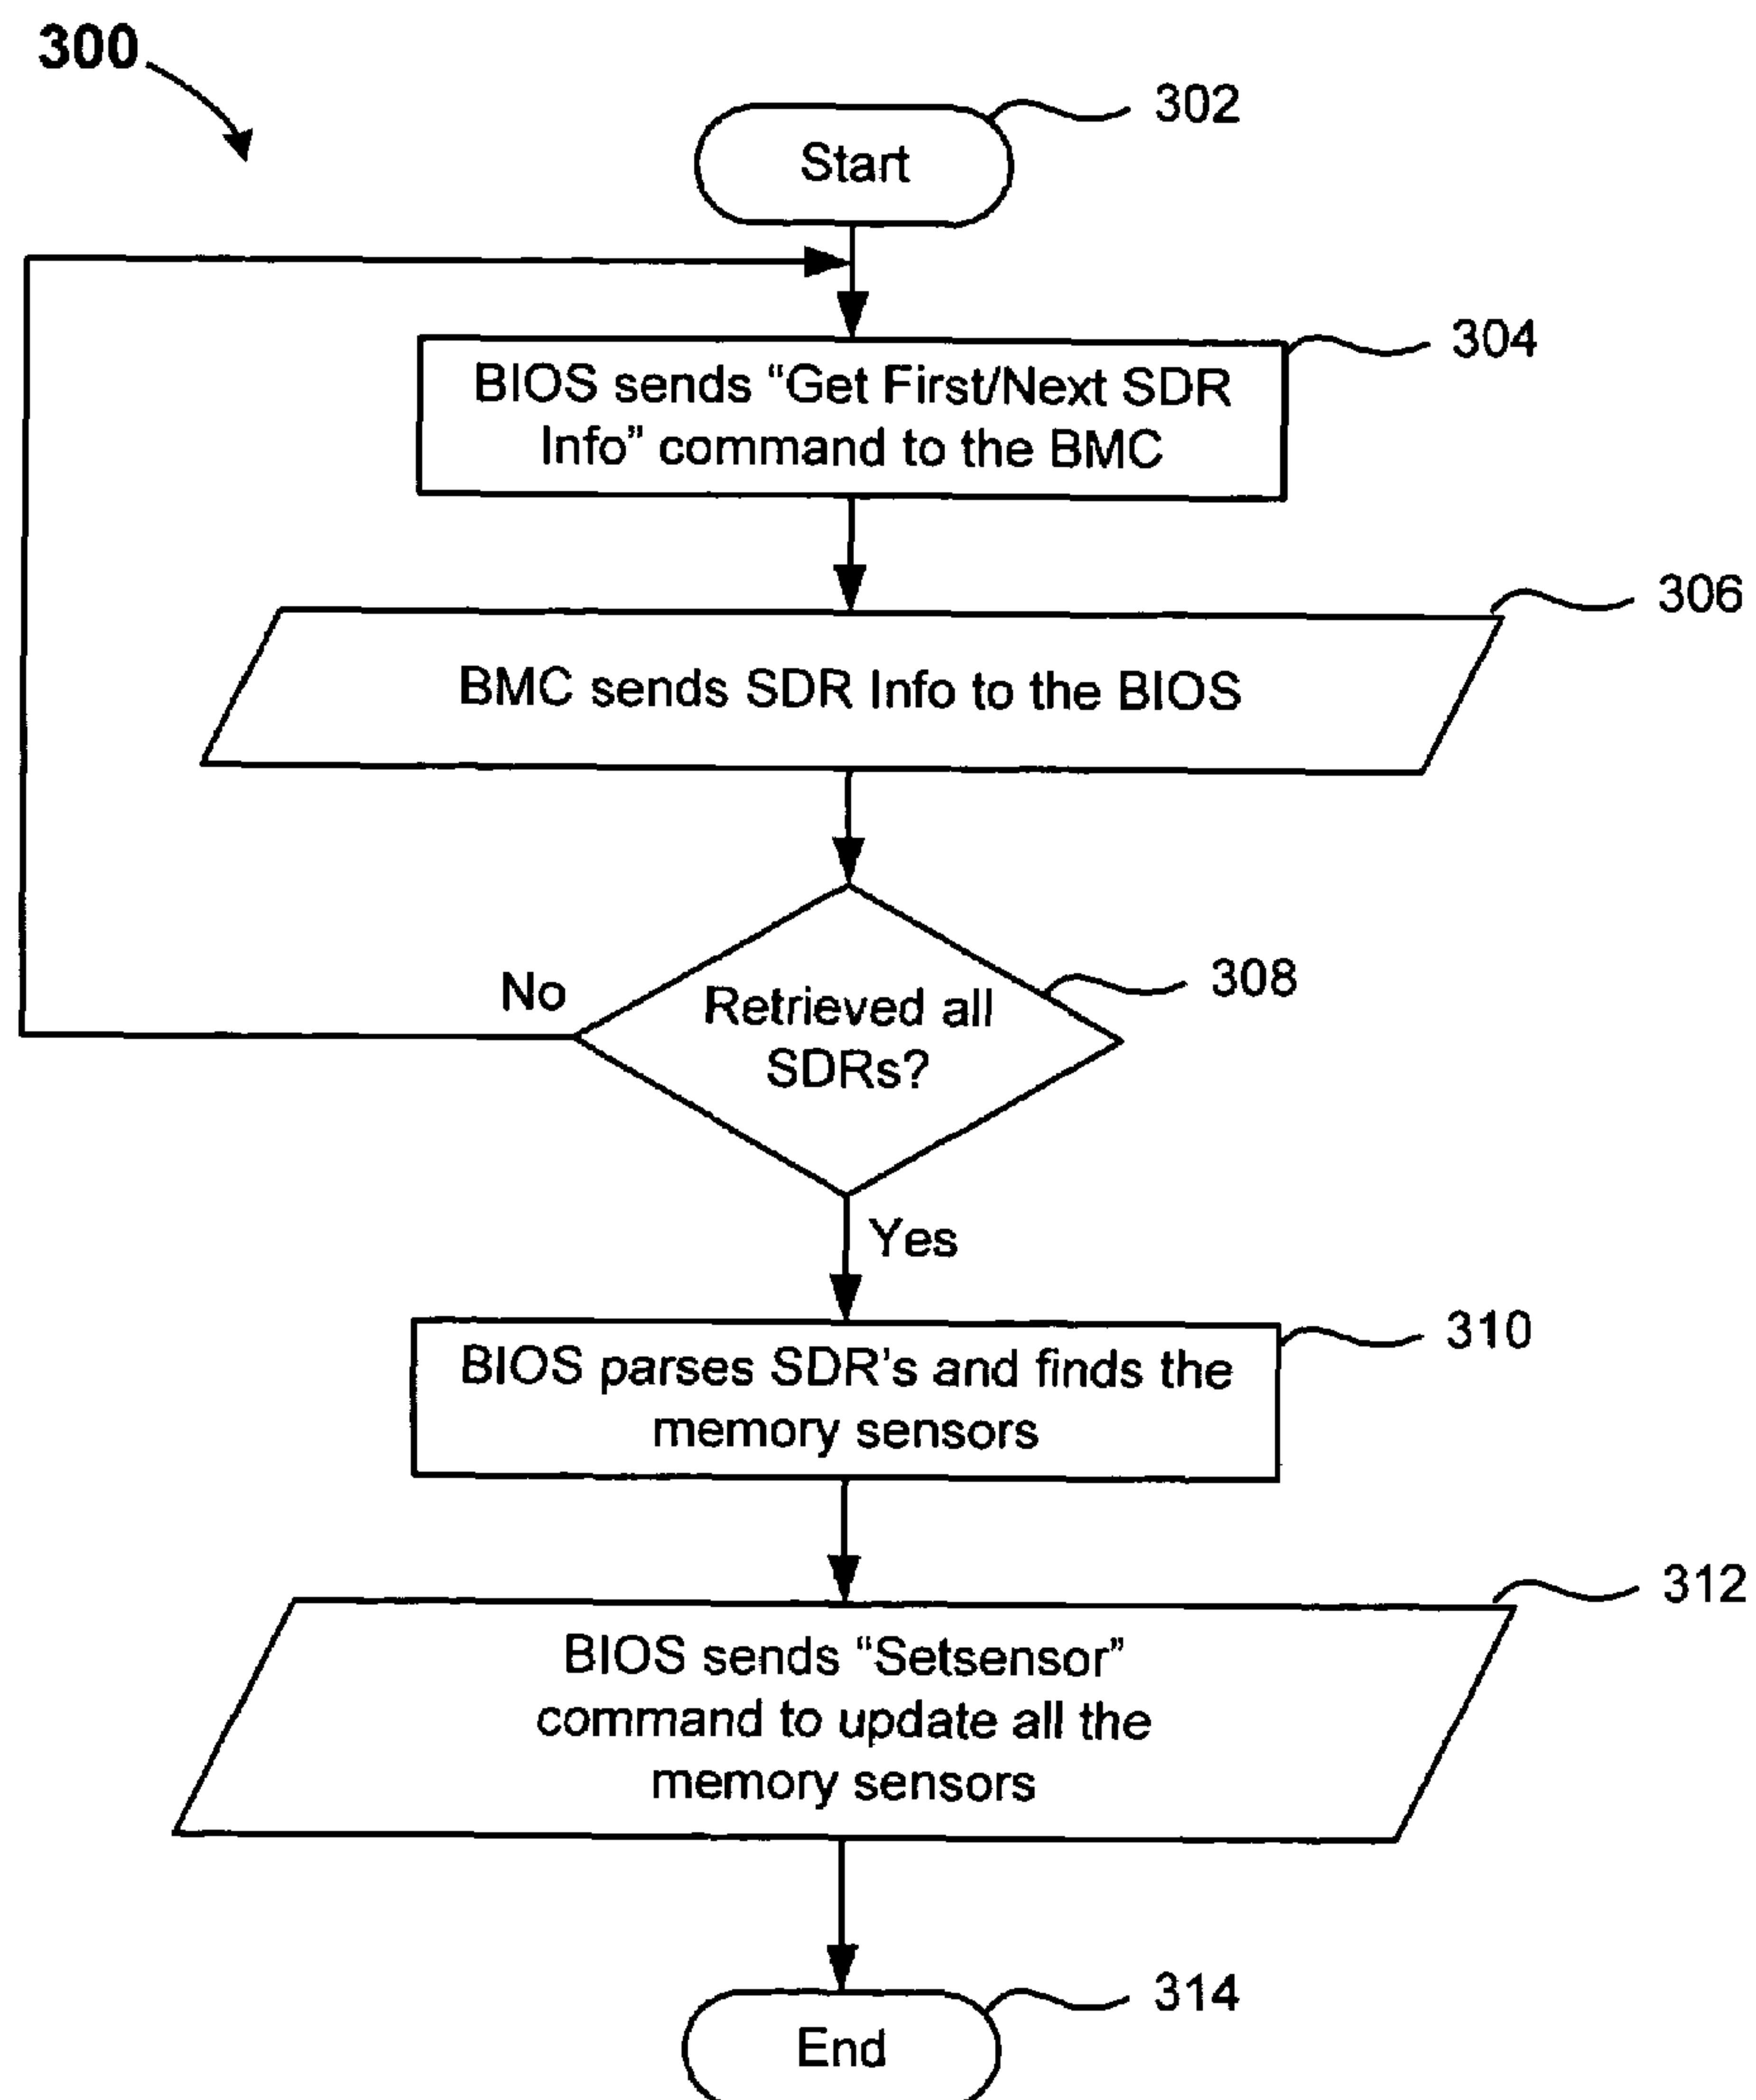 300
302
Start
304
BIOS sends “Get First/Next SDR
Info” command to the BMC
306
BMC sends SDR Info to the BIOS
308
No
Retrieved all
SDRs?
Yes
310
BIOS parses SDR’s and finds the
memory sensors
312
BIOS sends “Setsensor”
command to update all the
memory sensors
314
End